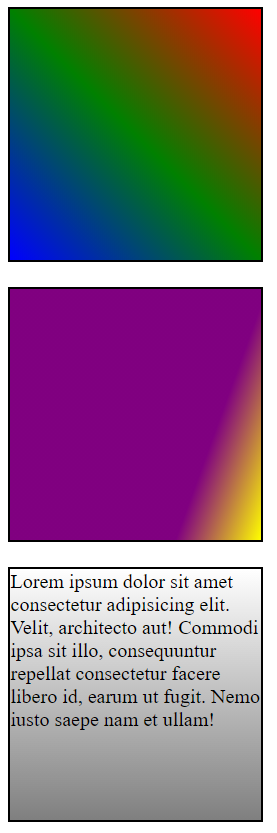 Lorem ipsum dolor sit amet
consectetur adipisicing elit.
Velit, architecto aut! Commodi
ipsa sit illo, consequuntur
repellat consectetur facere
libero id, earum ut fugit. Nemo
iusto saepe nam et ullam!